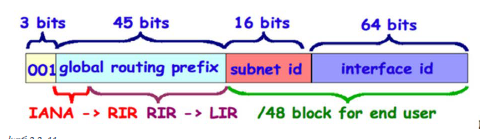 3 bits 45 bits 16 bits 64 bits
001 global routing prefix subnet id interface id
IANA -> RIR RIR -> LIR /48 block for end user